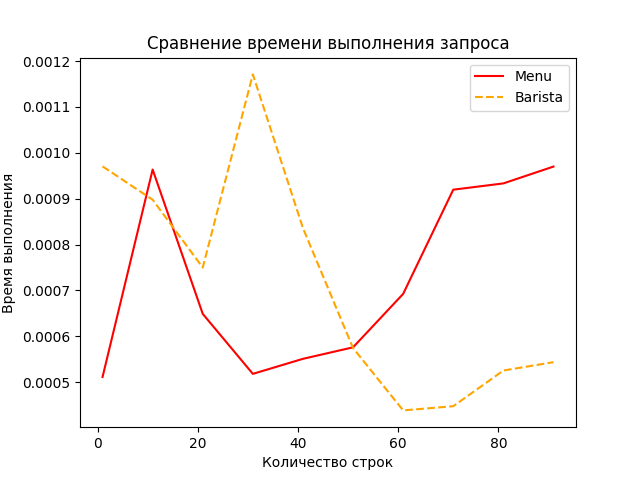 Сравнение времени выполнения запроса
Menu
Barista
Время выполнения
0.0012
0.0011
0.0010
0.0009
0.0008
0.0007
0.0006
0.0005
0 20 40 60 80
Количество строк